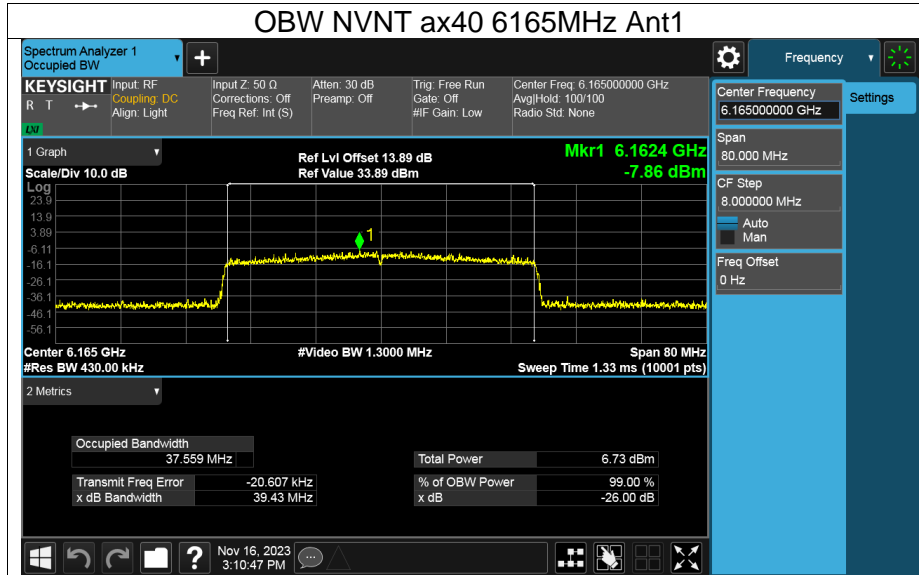 OBW NVNT ax40 6165MHz Ant1
Spectrum Analyzer 1
Occupied BW
+
Frequency
KEYSIGHT
R T
LXI
Input: RF
Coupling: DC
Align: Light
Input Z: 50 Ω
Corrections: Off
Freq Ref: Int (S)
Atten: 30 dB
Preamp: Off
Trig: Free Run
Gate: Off
#IF Gain: Low
Center Freq: 6.165000000 GHz
Avg|Hold: 100/100
Radio Std: None
Center Frequency
6.165000000 GHz
Settings
Span
80.000 MHz
CF Step
8.000000 MHz
Auto
Man
Freq Offset
0 Hz
1 Graph
Scale/Div 10.0 dB
Ref Lvl Offset 13.89 dB
Ref Value 33.89 dBm
Mkr1 6.1624 GHz
-7.86 dBm
Log
23.9
13.9
3.89
-6.11
-16.1
-26.1
-36.1
-46.1
-56.1
1
Center 6.165 GHz
#Res BW 430.00 kHz
#Video BW 1.3000 MHz
Span 80 MHz
Sweep Time 1.33 ms (10001 pts)
2 Metrics
Occupied Bandwidth
37.559 MHz
Total Power 6.73 dBm
Transmit Freq Error -20.607 kHz
% of OBW Power 99.00 %
x dB Bandwidth 39.43 MHz
x dB -26.00 dB
?
Nov 16, 2023
3:10:47 PM